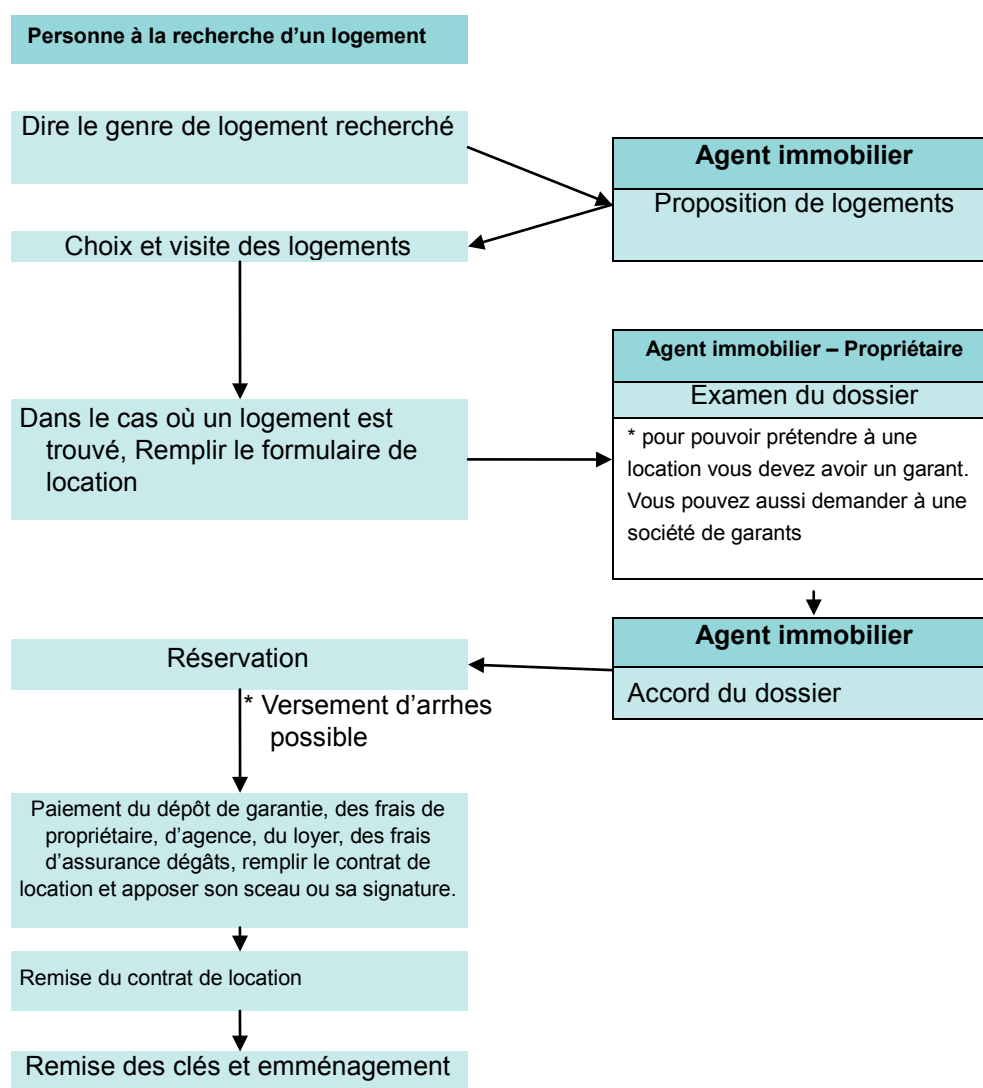 Personne à la recherche d’un logement
Dire le genre de logement recherché
Agent immobilier
Proposition de logements
Choix et visite des logements
Agent immobilier – Propriétaire
Examen du dossier
* pour pouvoir prétendre à une
location vous devez avoir un garant.
Vous pouvez aussi demander à une
société de garants
Dans le cas où un logement est
trouvé, Remplir le formulaire de
location
Agent immobilier
Accord du dossier
Réservation
* Versement d’arrhes
possible
Paiement du dépôt de garantie, des frais de
propriétaire, d’agence, du loyer, des frais
d’assurance dégâts, remplir le contrat de
location et apposer son sceau ou sa signature.
Remise du contrat de location
Remise des clés et emménagement